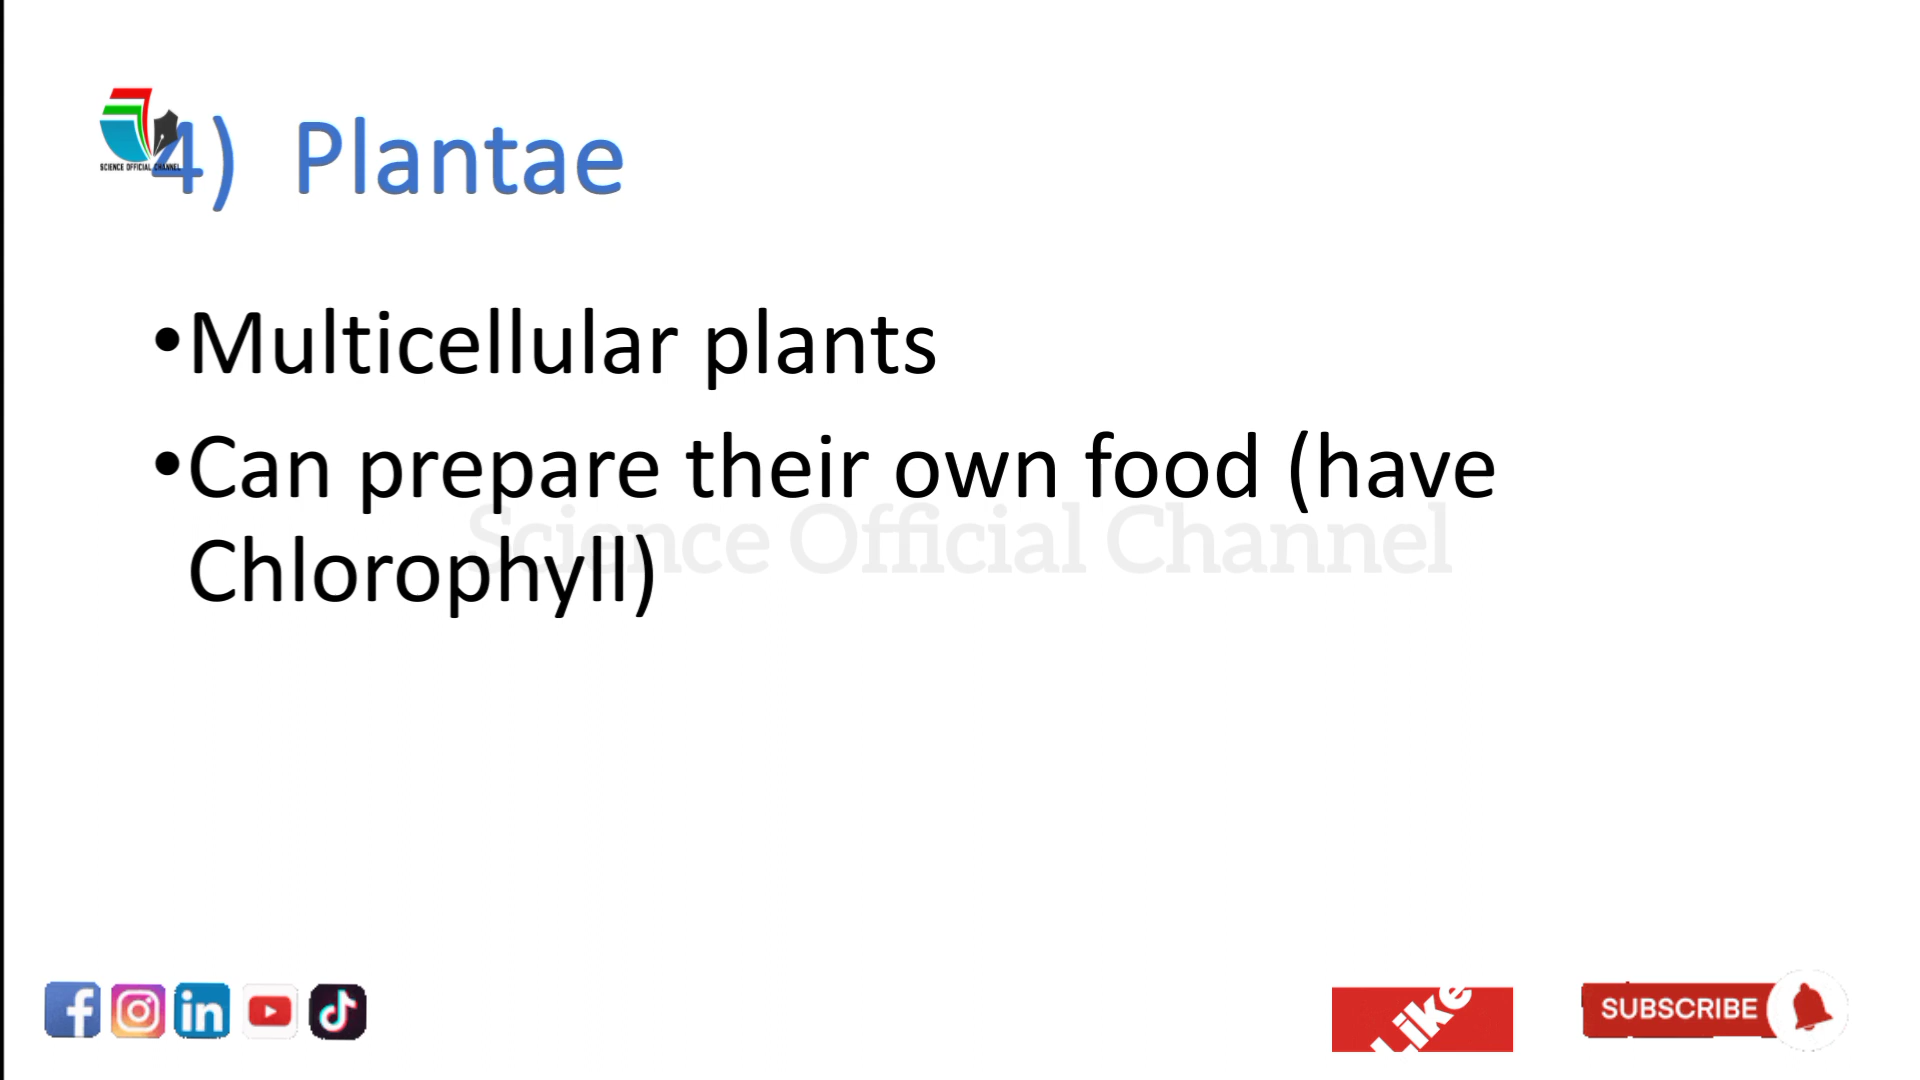 SCIENCE OFFICIAL CHANNEL
4) Plantae
•Multicellular plants
•Can prepare their own food (have
Chlorophyll)
Science Official Channel
Like
SUBSCRIBE